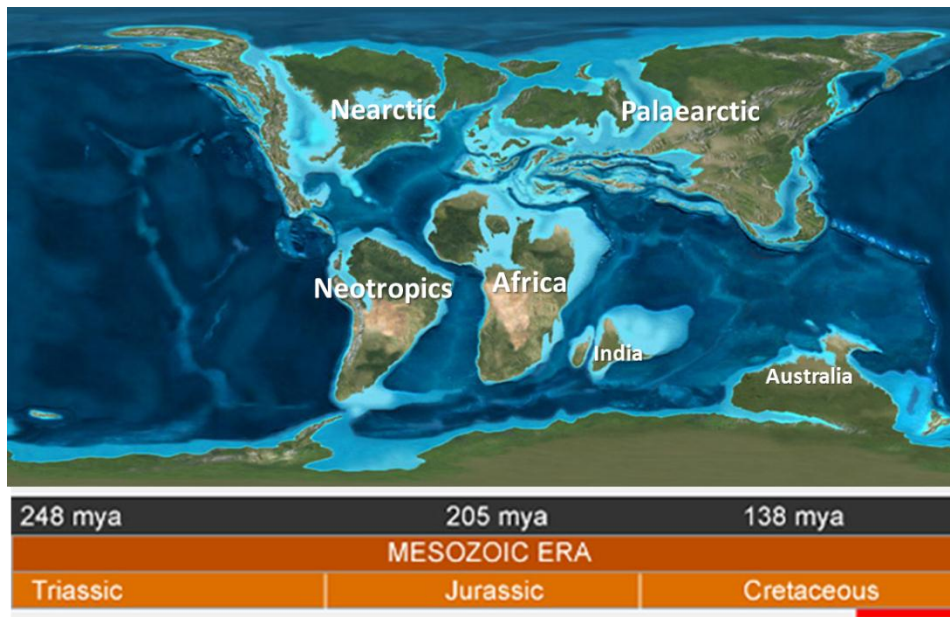 Nearctic
Palaearctic
Neotropics
Africa
India
Australia
248 mya 205 mya 138 mya
MESOZOIC ERA
Triassic Jurassic Cretaceous